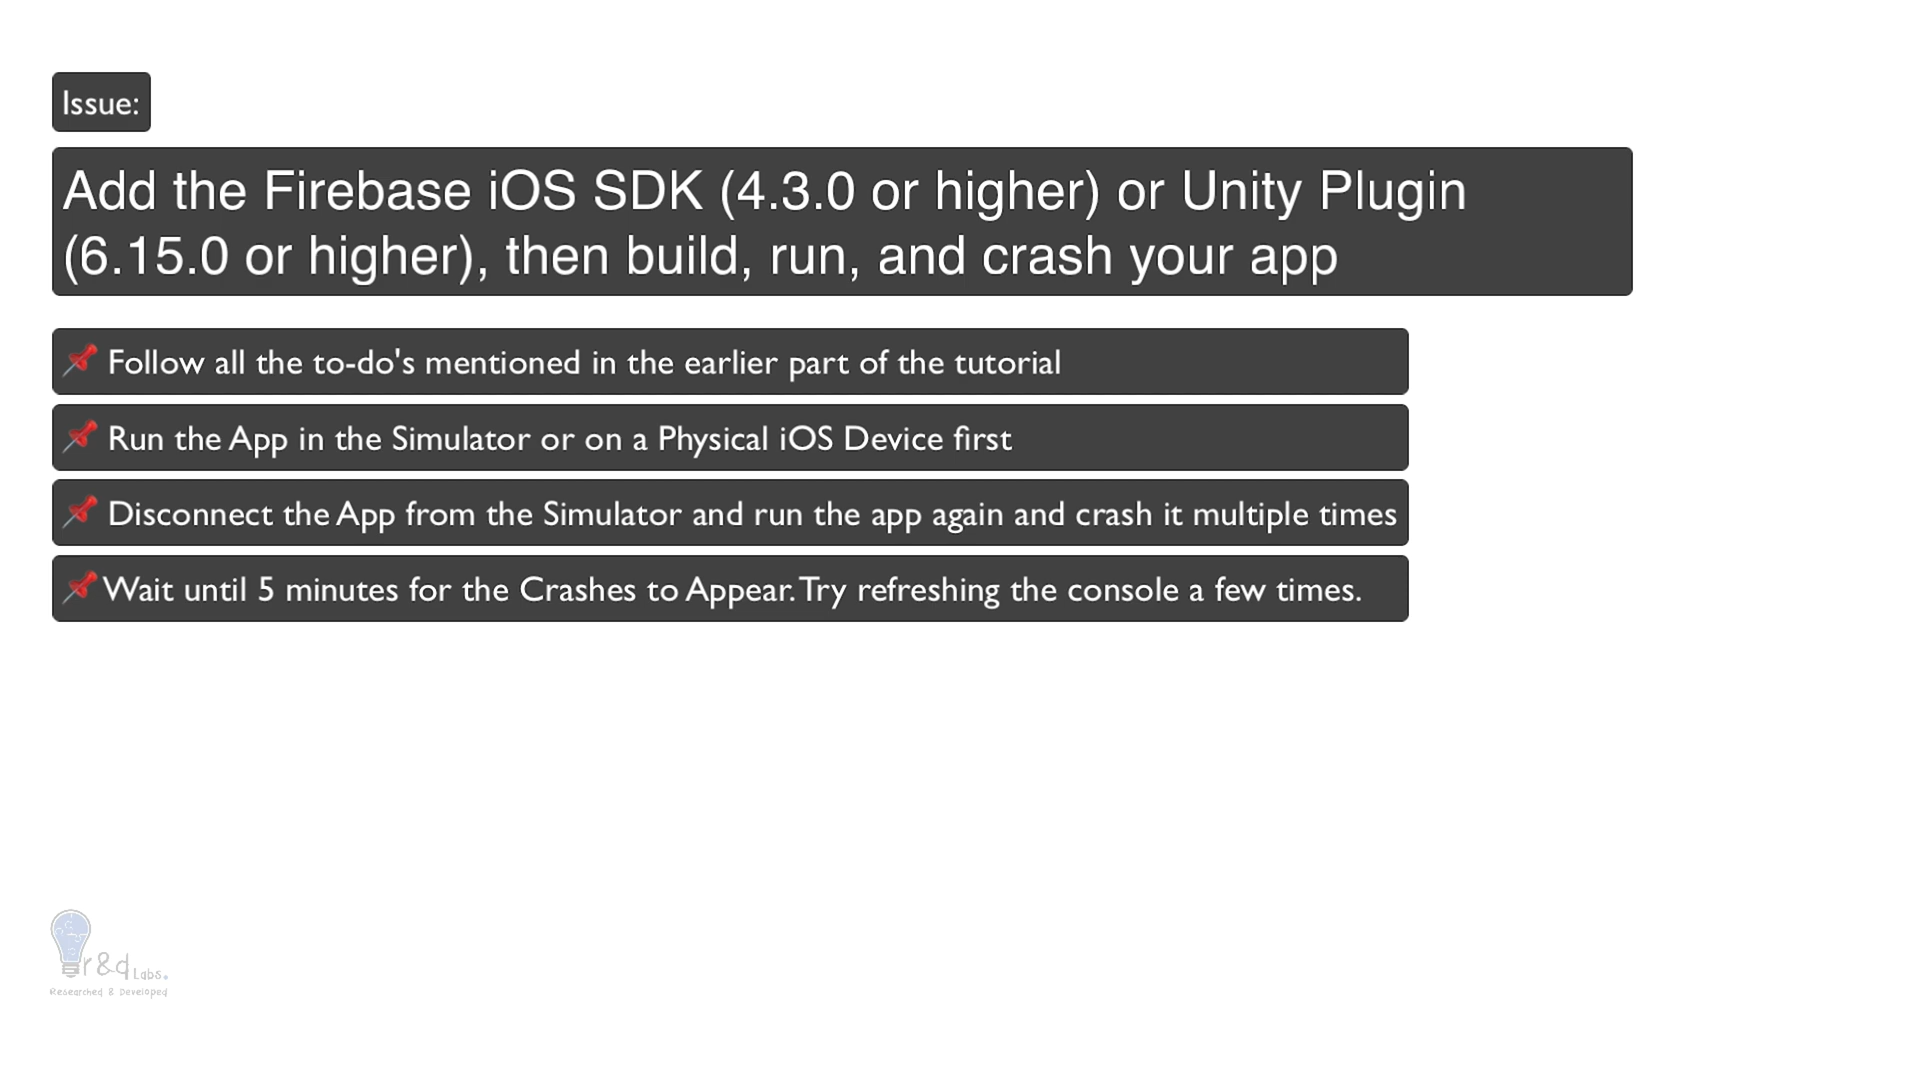 Issue:
Add the Firebase iOS SDK (4.3.0 or higher) or Unity Plugin
(6.15.0 or higher), then build, run, and crash your app
Follow all the to-do's mentioned in the earlier part of the tutorial
Run the App in the Simulator or on a Physical iOS Device first
Disconnect the App from the Simulator and run the app again and crash it multiple times
Wait until 5 minutes for the Crashes to Appear. Try refreshing the console a few times.
r&d Labs.
Researched & Developed